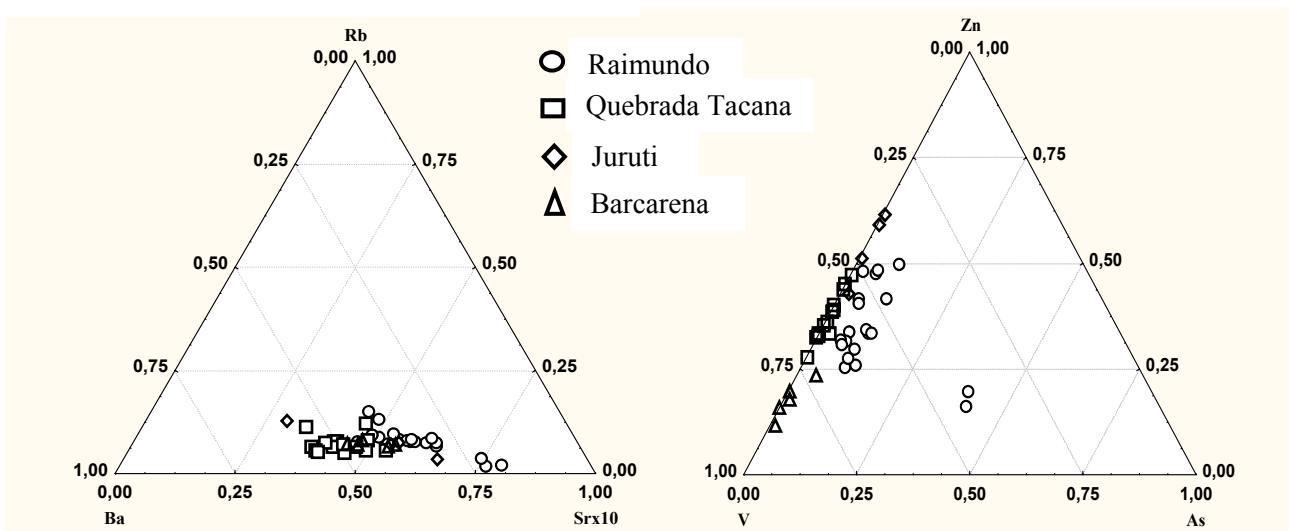 Rb
0,00 1,00
0,25 0,75
0,50 0,50
0,75 0,25
1,00 0,00
0,00 0,25 0,50 0,75 1,00
Ba Srx10
Raimundo
Quebrada Tacana
Juruti
Barcarena
Zn
0,00 1,00
0,25 0,75
0,50 0,50
0,75 0,25
1,00 0,00
0,00 0,25 0,50 0,75 1,00
V As